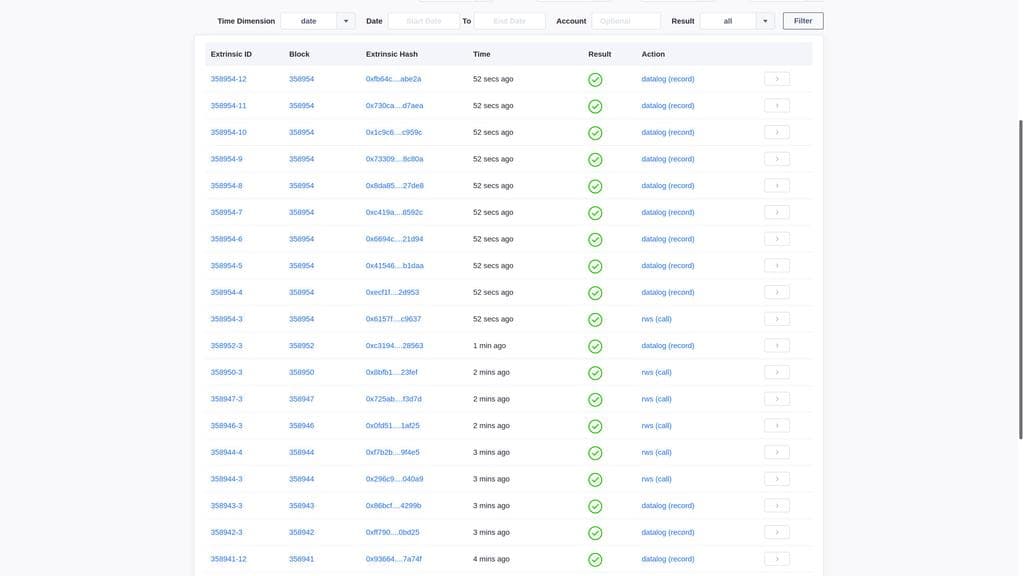 Time Dimension date Date Start Date To End Date Account Optional Result all Filter
Extrinsic ID Block Extrinsic Hash Time Result Action
358954-12 358954 0xfb64c....abe2a 52 secs ago datalog (record)
358954-11 358954 0x730ca....d7aea 52 secs ago datalog (record)
358954-10 358954 0x1c9c6....c959c 52 secs ago datalog (record)
358954-9 358954 0x73309....8c80a 52 secs ago datalog (record)
358954-8 358954 0x8da85....27de8 52 secs ago datalog (record)
358954-7 358954 0xc419a....8592c 52 secs ago datalog (record)
358954-6 358954 0x6694c....21d94 52 secs ago datalog (record)
358954-5 358954 0x41546....b1daa 52 secs ago datalog (record)
358954-4 358954 0xecf1f....2d953 52 secs ago datalog (record)
358954-3 358954 0x6157f....c9637 52 secs ago rws (call)
358952-3 358952 0xc3194....28563 1 min ago datalog (record)
358950-3 358950 0x8bfb1....23fef 2 mins ago rws (call)
358947-3 358947 0x725ab....f3d7d 2 mins ago rws (call)
358946-3 358946 0x0fd51....1af25 2 mins ago rws (call)
358944-4 358944 0xf7b2b....9f4e5 3 mins ago rws (call)
358944-3 358944 0x296c9....040a9 3 mins ago rws (call)
358943-3 358943 0x86bcf....4299b 3 mins ago datalog (record)
358942-3 358942 0xff790....0bd25 3 mins ago datalog (record)
358941-12 358941 0x93664....7a74f 4 mins ago datalog (record)